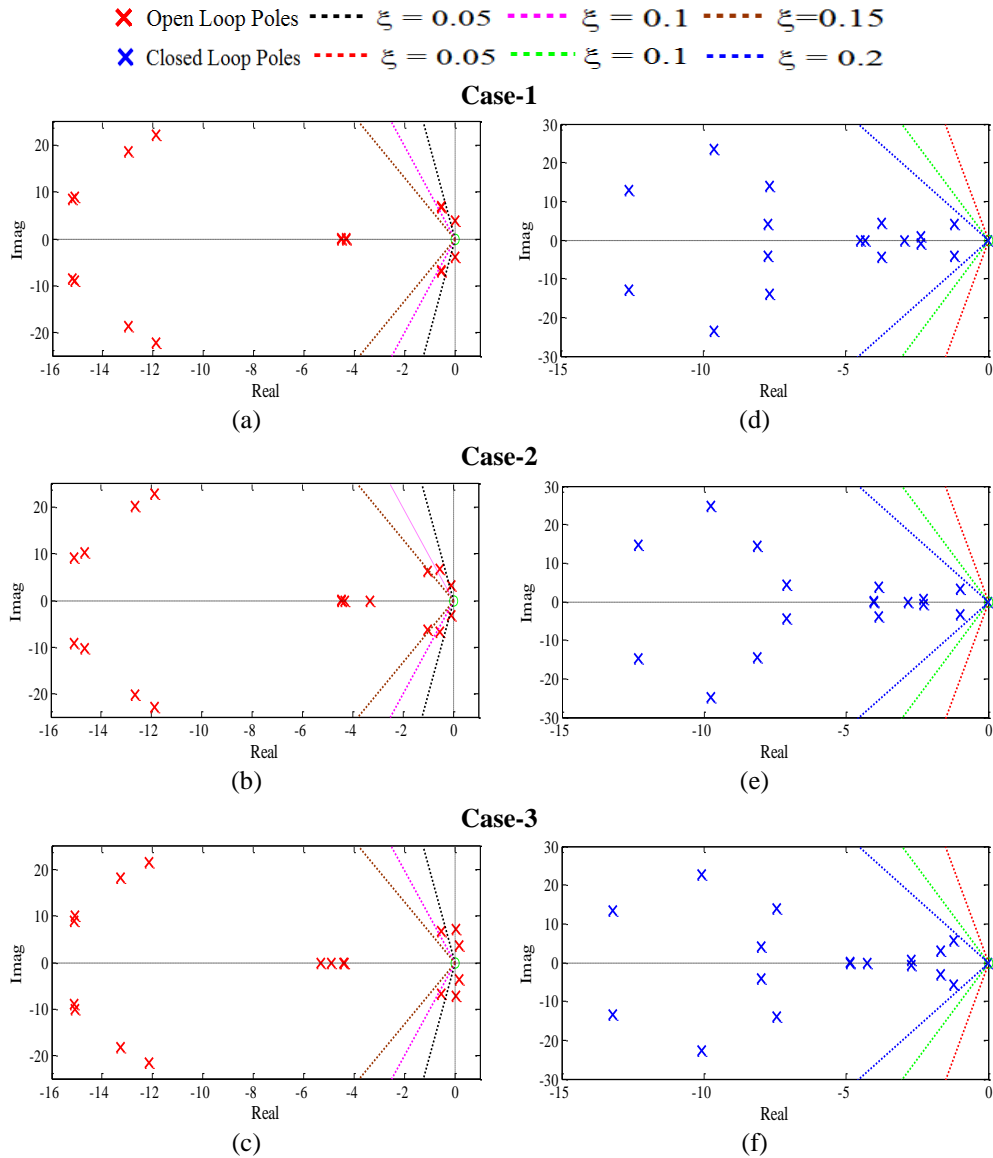 Open Loop Poles ξ = 0.05 ξ = 0.1 ξ=0.15
Closed Loop Poles ξ = 0.05 ξ = 0.1 ξ = 0.2
Case-1
20
10
0
-10
-20
Imag
-16 -14 -12 -10 -8 -6 -4 -2 0
Real
(a)
30
20
10
0
-10
-20
-30
Imag
-15 -10 -5 0
Real
(d)
Case-2
20
10
0
-10
-20
Imag
-16 -14 -12 -10 -8 -6 -4 -2 0
Real
(b)
30
20
10
0
-10
-20
-30
Imag
-15 -10 -5 0
Real
(e)
Case-3
20
10
0
-10
-20
Imag
-16 -14 -12 -10 -8 -6 -4 -2 0
Real
(c)
30
20
10
0
-10
-20
-30
Imag
-15 -10 -5 0
Real
(f)